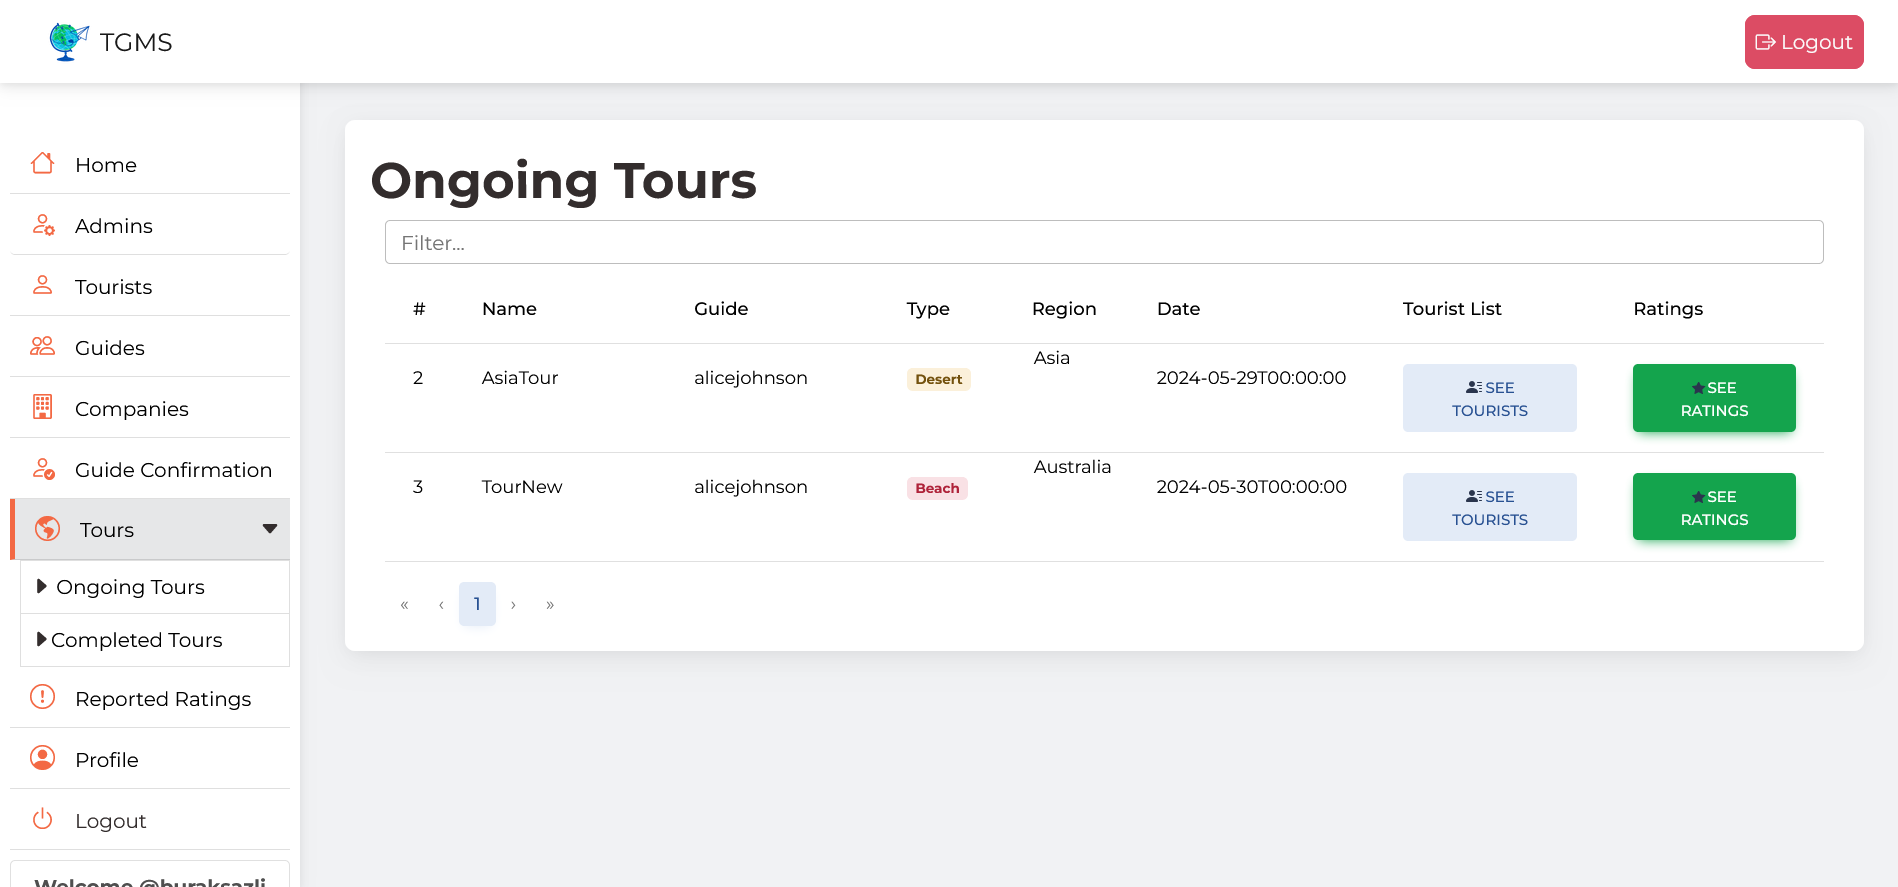 TGMS
Logout
Home
Admins
Tourists
Guides
Companies
Guide Confirmation
Tours
Ongoing Tours
Completed Tours
Reported Ratings
Profile
Logout
Welcome @buraksazli
Ongoing Tours
Filter...
# Name Guide Type Region Date Tourist List Ratings
2 AsiaTour alicejohnson Desert Asia 2024-05-29T00:00:00 SEE TOURISTS SEE RATINGS
3 TourNew alicejohnson Beach Australia 2024-05-30T00:00:00 SEE TOURISTS SEE RATINGS
« ‹ 1 › »